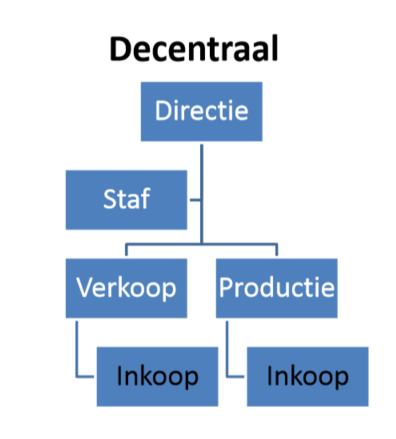 Decentraal
Directie
Staf
Verkoop
Productie
Inkoop
Inkoop